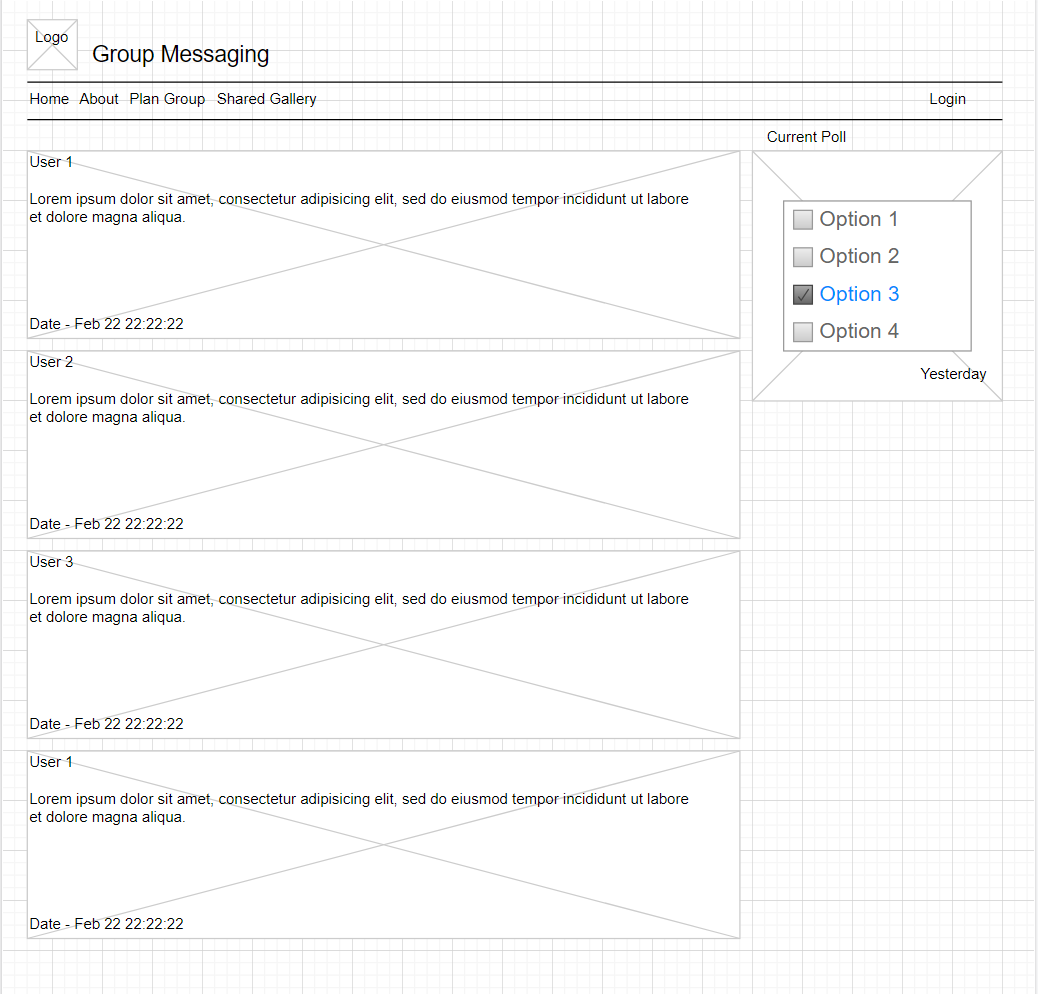 Logo
Group Messaging
Home About Plan Group Shared Gallery Login
Current Poll
User 1
Lorem ipsum dolor sit amet, consectetur adipisicing elit, sed do eiusmod tempor incididunt ut labore
et dolore magna aliqua.
Date - Feb 22 22:22:22
Option 1
Option 2
Option 3
Option 4
Yesterday
User 2
Lorem ipsum dolor sit amet, consectetur adipisicing elit, sed do eiusmod tempor incididunt ut labore
et dolore magna aliqua.
Date - Feb 22 22:22:22
User 3
Lorem ipsum dolor sit amet, consectetur adipisicing elit, sed do eiusmod tempor incididunt ut labore
et dolore magna aliqua.
Date - Feb 22 22:22:22
User 1
Lorem ipsum dolor sit amet, consectetur adipisicing elit, sed do eiusmod tempor incididunt ut labore
et dolore magna aliqua.
Date - Feb 22 22:22:22